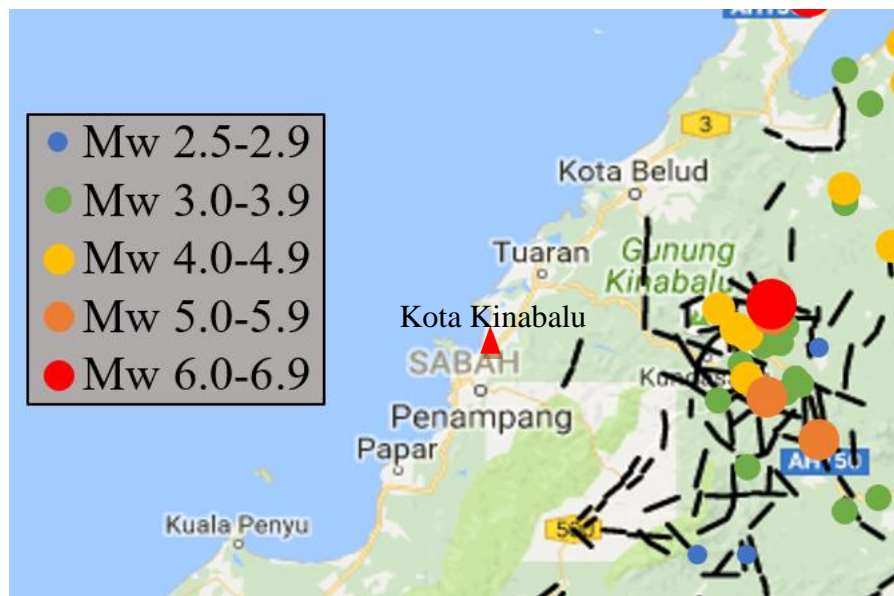 Mw 2.5-2.9
Mw 3.0-3.9
Mw 4.0-4.9
Mw 5.0-5.9
Mw 6.0-6.9
3
Kota Belud
Tuaran
Gunung
Kinabalu
Kota Kinabalu
SABAH
Penampang
Papar
Kuala Penyu